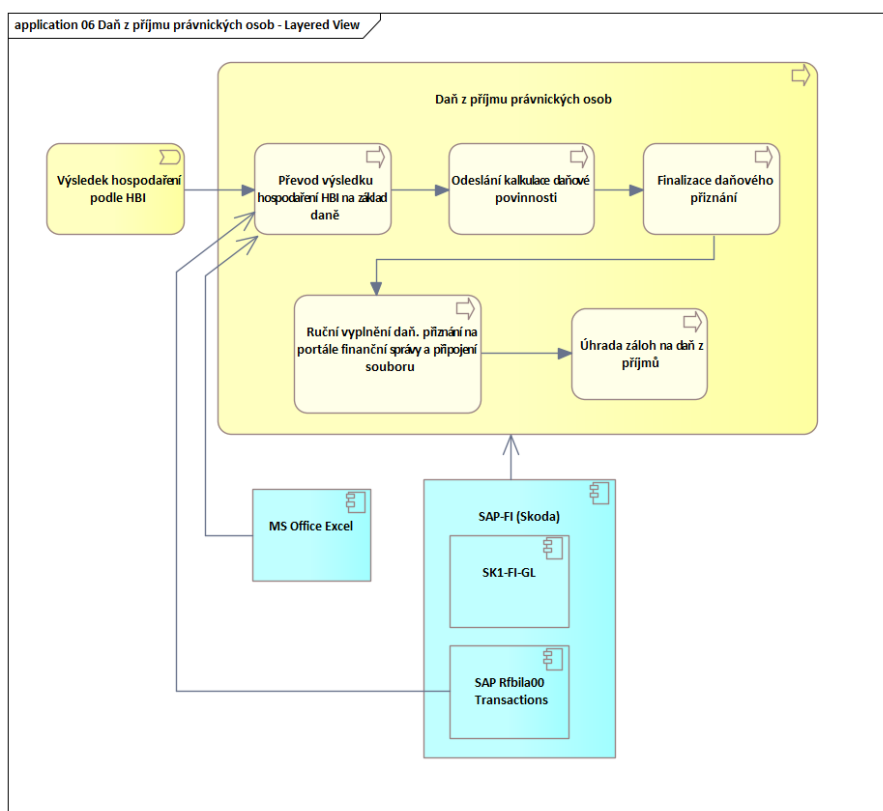 application 06 Daň z příjmu právnických osob - Layered View
Daň z příjmu právnických osob
Výsledek hospodaření
podle HBI
Převod výsledku
hospodaření HBI na základ
daně
Odeslání kalkulace daňové
povinnosti
Finalizace daňového
přiznání
Ruční vyplnění daň. přiznání na
portále finanční správy a připojení
souboru
Úhrada záloh na daň z
příjmů
MS Office Excel
SAP-FI (Skoda)
SK1-FI-GL
SAP Rfbila00
Transactions